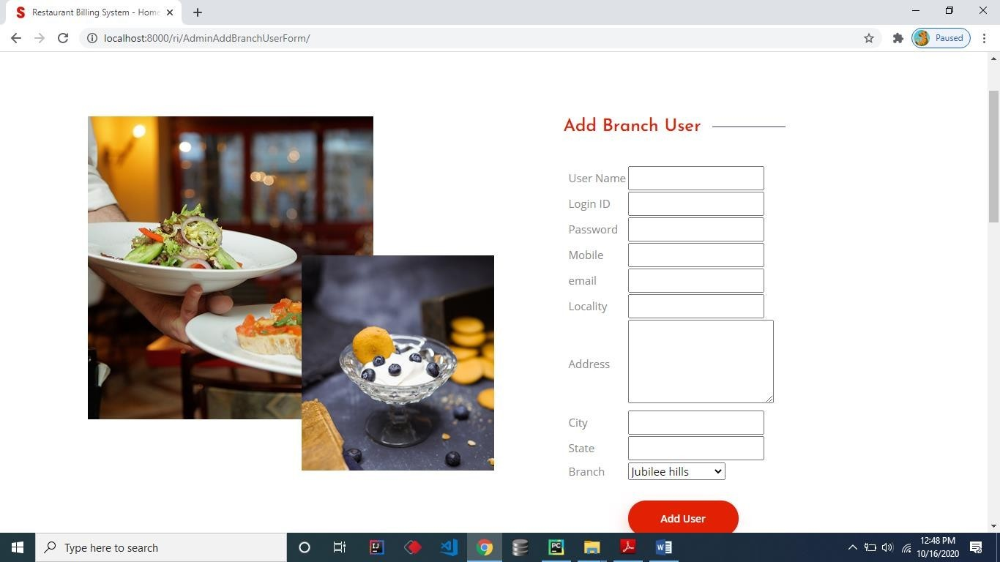 Restaurant Billing System - Home
localhost:8000/ri/AdminAddBranchUserForm/
Paused
Add Branch User
User Name
Login ID
Password
Mobile
email
Locality
Address
City
State
Branch Jubilee hills
Add User
Type here to search
12:48 PM
10/16/2020